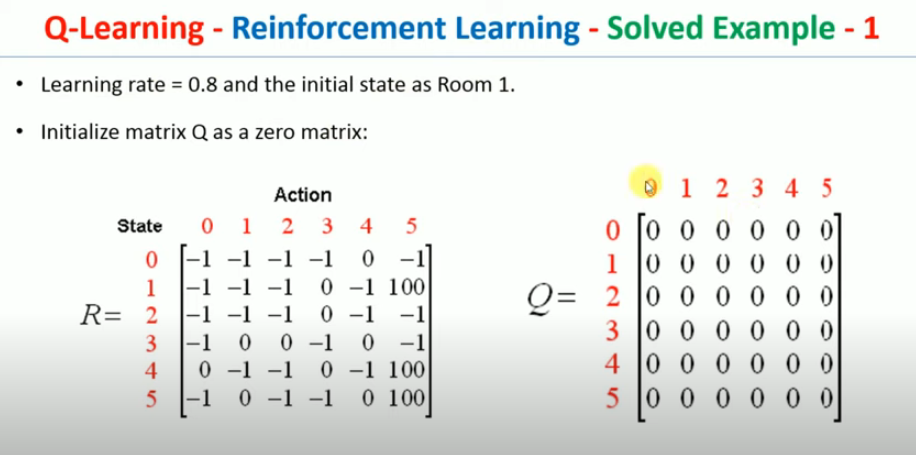 Q-Learning - Reinforcement Learning - Solved Example - 1
• Learning rate = 0.8 and the initial state as Room 1.
• Initialize matrix Q as a zero matrix:
Action
State 0 1 2 3 4 5
0 -1 -1 -1 -1 0 -1
1 -1 -1 -1 0 -1 100
R= 2 -1 -1 -1 0 -1 -1
3 -1 0 0 -1 0 -1
4 0 -1 -1 0 -1 100
5 -1 0 -1 -1 0 100
0 1 2 3 4 5
0 0 0 0 0 0 0
1 0 0 0 0 0 0
Q= 2 0 0 0 0 0 0
3 0 0 0 0 0 0
4 0 0 0 0 0 0
5 0 0 0 0 0 0